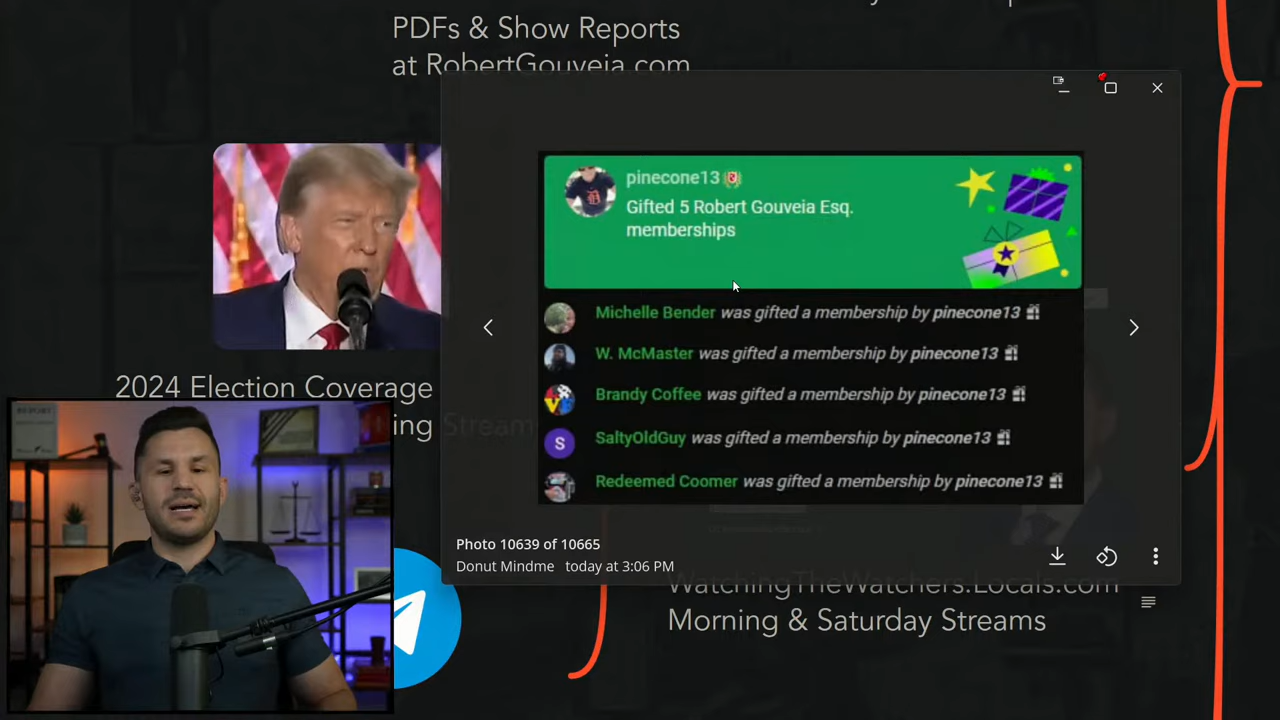 PDFs & Show Reports
at RobertGouveia.com
pinecone13
Gifted 5 Robert Gouveia Esq.
memberships
Michelle Bender was gifted a membership by pinecone13
W. McMaster was gifted a membership by pinecone13
Brandy Coffee was gifted a membership by pinecone13
S SaltyOldGuy was gifted a membership by pinecone13
Redeemed Coomer was gifted a membership by pinecone13
2024 Election Coverage
ing Stream
Photo 10639 of 10665
Donut Mindme today at 3:06 PM
WatchingTheWatchers.Locals.com
Morning & Saturday Streams